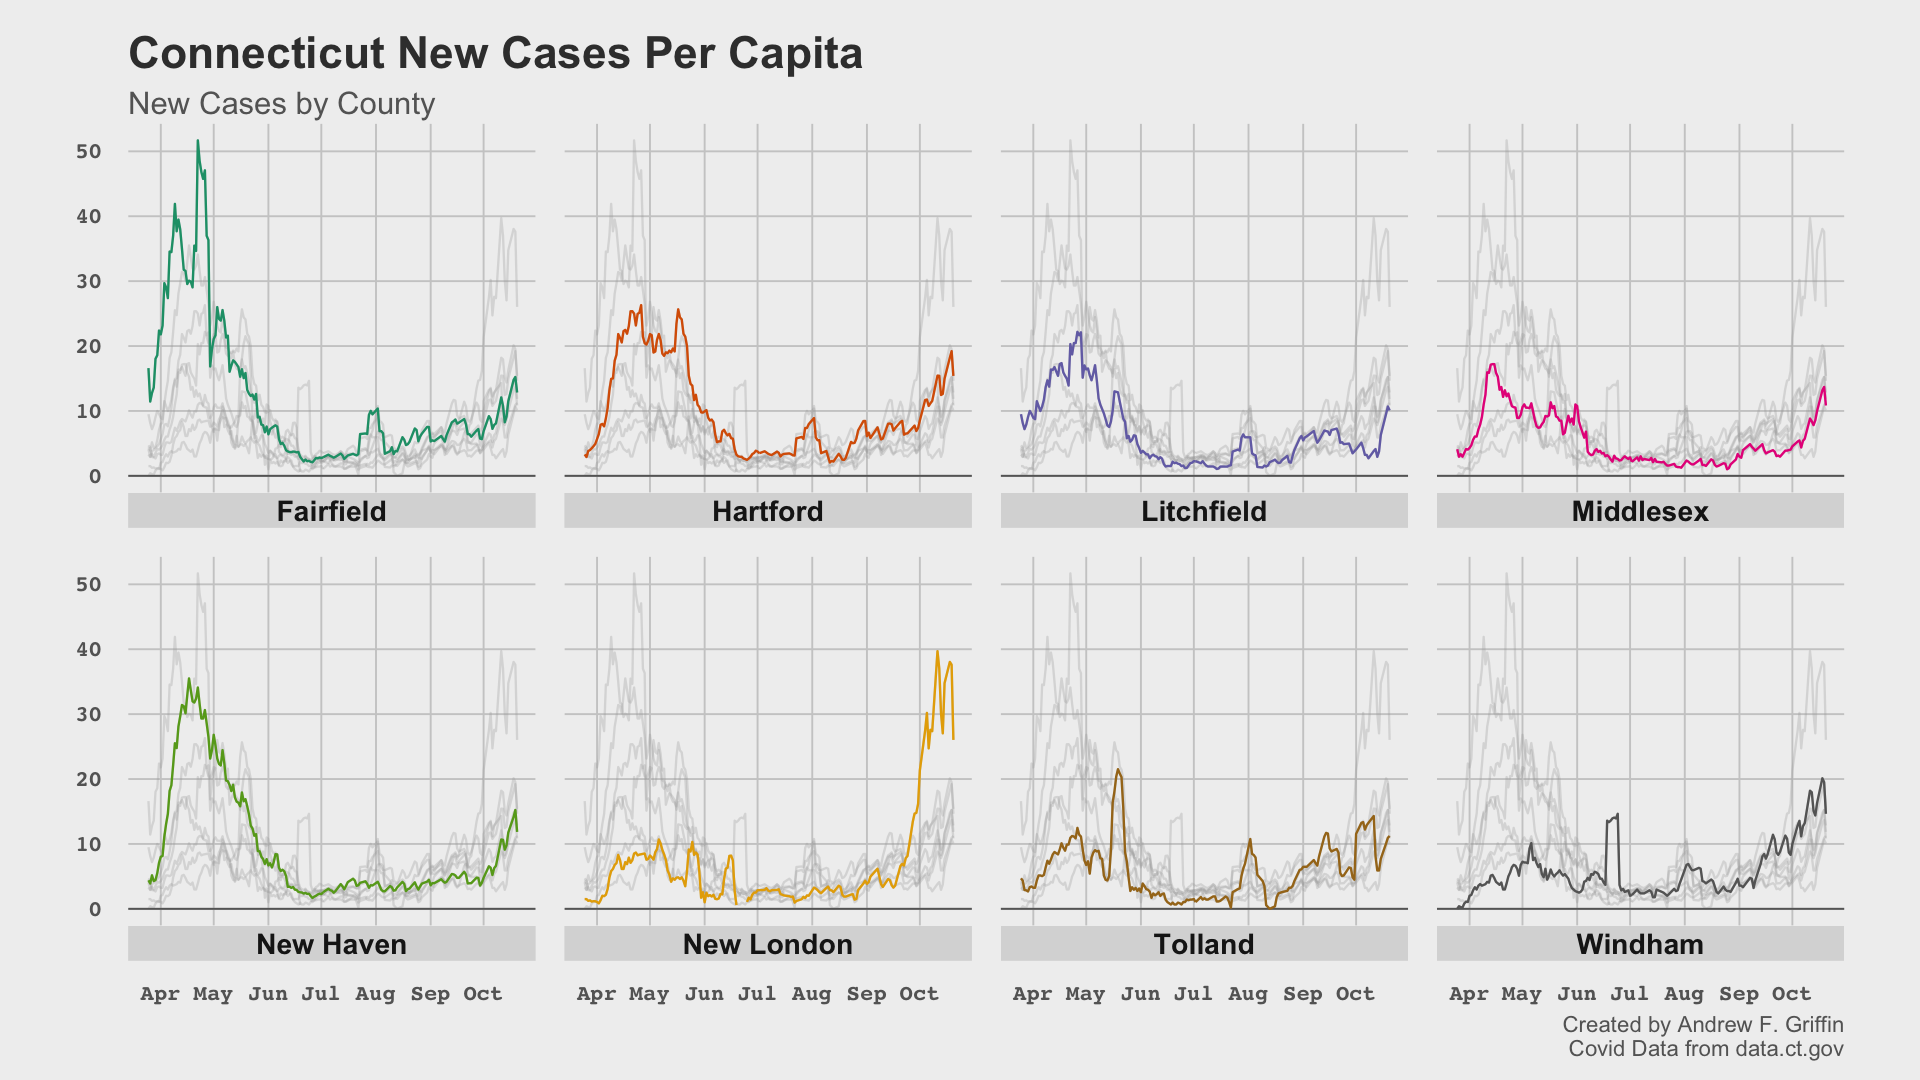 Connecticut New Cases Per Capita
New Cases by County
50
40
30
20
10
0
Fairfield Hartford Litchfield Middlesex
50
40
30
20
10
0
New Haven New London Tolland Windham
Apr May Jun Jul Aug Sep Oct Apr May Jun Jul Aug Sep Oct Apr May Jun Jul Aug Sep Oct Apr May Jun Jul Aug Sep Oct
Created by Andrew F. Griffin
Covid Data from data.ct.gov